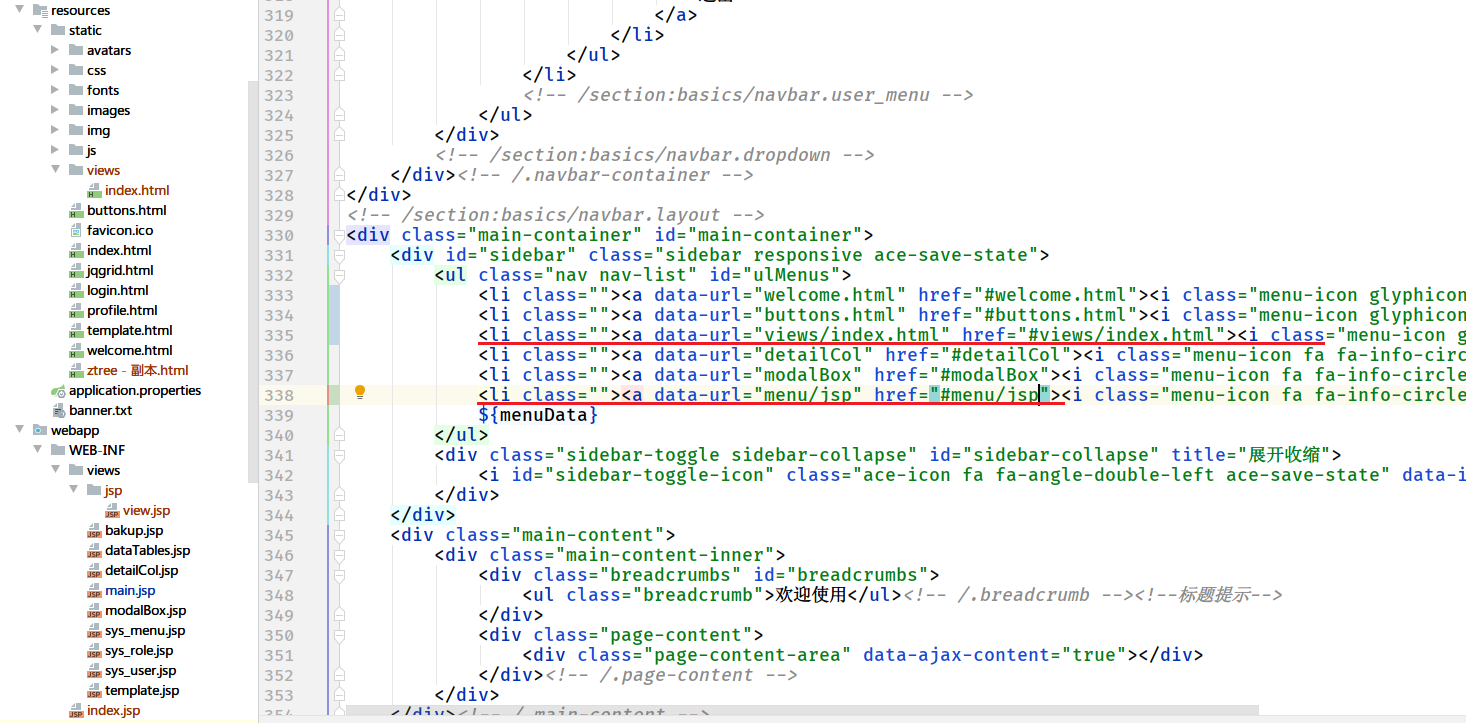 resources
static
avatars
css
fonts
images
img
js
views
index.html
buttons.html
favicon.ico
index.html
jqgrid.html
login.html
profile.html
template.html
welcome.html
ztree - 副本.html
application.properties
banner.txt
webapp
WEB-INF
views
jsp
view.jsp
bakup.jsp
dataTables.jsp
detailCol.jsp
main.jsp
modalBox.jsp
sys_menu.jsp
sys_role.jsp
sys_user.jsp
template.jsp
index.jsp
319 </a>
320 </li>
321 </ul>
322 </li>
323 <!-- /section:basics/navbar.user_menu -->
324 </ul>
325 </div>
326 <!-- /section:basics/navbar.dropdown -->
327 </div><!-- /.navbar-container -->
328 </div>
329 <!-- /section:basics/navbar.layout -->
330 <div class="main-container" id="main-container">
331 <div id="sidebar" class="sidebar responsive ace-save-state">
332 <ul class="nav nav-list" id="ulMenus">
333 <li class=""><a data-url="welcome.html" href="#welcome.html"><i class="menu-icon glyphicon
334 <li class=""><a data-url="buttons.html" href="#buttons.html"><i class="menu-icon glyphicon
335 <li class=""><a data-url="views/index.html" href="#views/index.html"><i class="menu-icon g
336 <li class=""><a data-url="detailCol" href="#detailCol"><i class="menu-icon fa fa-info-circle
337 <li class=""><a data-url="modalBox" href="#modalBox"><i class="menu-icon fa fa-info-circle
338 <li class=""><a data-url="menu/jsp" href="#menu/jsp"><i class="menu-icon fa fa-info-circle
339 ${menuData}
340 </ul>
341 <div class="sidebar-toggle sidebar-collapse" id="sidebar-collapse" title="展开收缩">
342 <i id="sidebar-toggle-icon" class="ace-icon fa fa-angle-double-left ace-save-state" data-i
343 </div>
344 </div>
345 <div class="main-content">
346 <div class="main-content-inner">
347 <div class="breadcrumbs" id="breadcrumbs">
348 <ul class="breadcrumb">欢迎使用</ul><!-- /.breadcrumb --><!--标题提示-->
349 </div>
350 <div class="page-content">
351 <div class="page-content-area" data-ajax-content="true"></div>
352 </div><!-- /.page-content -->
353 </div>
354 </div><!-- /.main-content -->